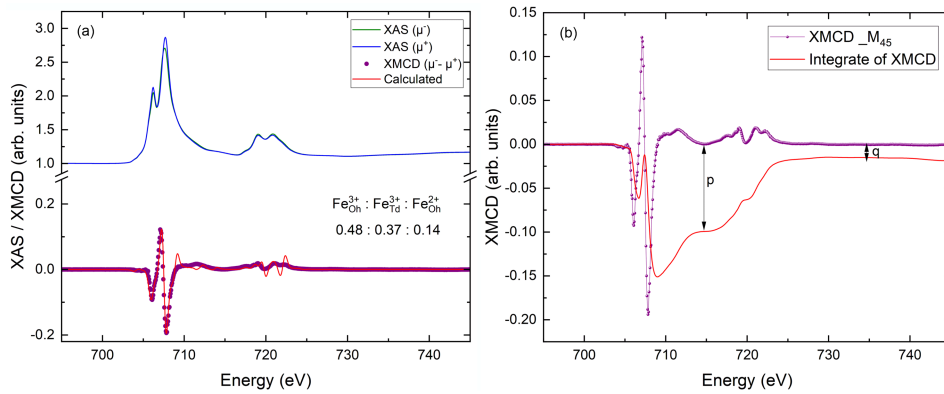 (a)
XAS (μ⁻)
XAS (μ⁺)
XMCD (μ⁻- μ⁺)
Calculated
3.0
2.5
2.0
1.5
1.0
0.2
0.0
-0.2
XAS / XMCD (arb. units)
Fe³⁺Oh : Fe³⁺Td : Fe²⁺Oh
0.48 : 0.37 : 0.14
700 710 720 730 740
Energy (eV)
(b)
XMCD _M₄₅
Integrate of XMCD
0.15
0.10
0.05
0.00
-0.05
-0.10
-0.15
-0.20
XMCD (arb. units)
p
q
700 710 720 730 740
Energy (eV)